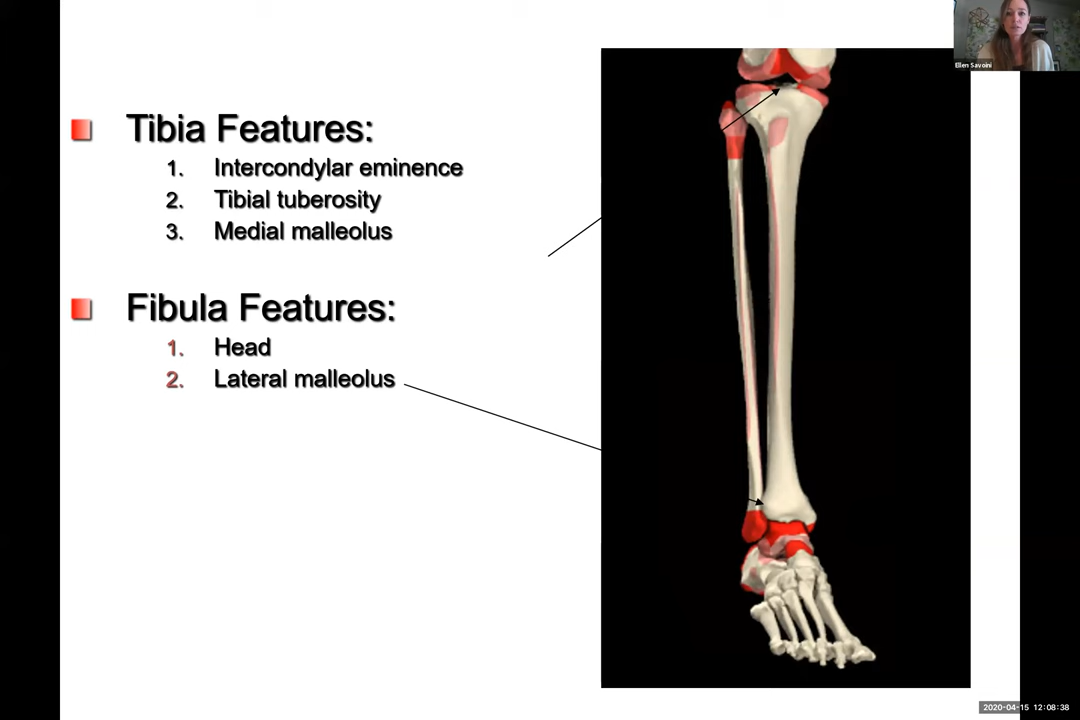 Ellen Savoini
Tibia Features:
1. Intercondylar eminence
2. Tibial tuberosity
3. Medial malleolus
Fibula Features:
1. Head
2. Lateral malleolus
2020-04-15 12:08:38